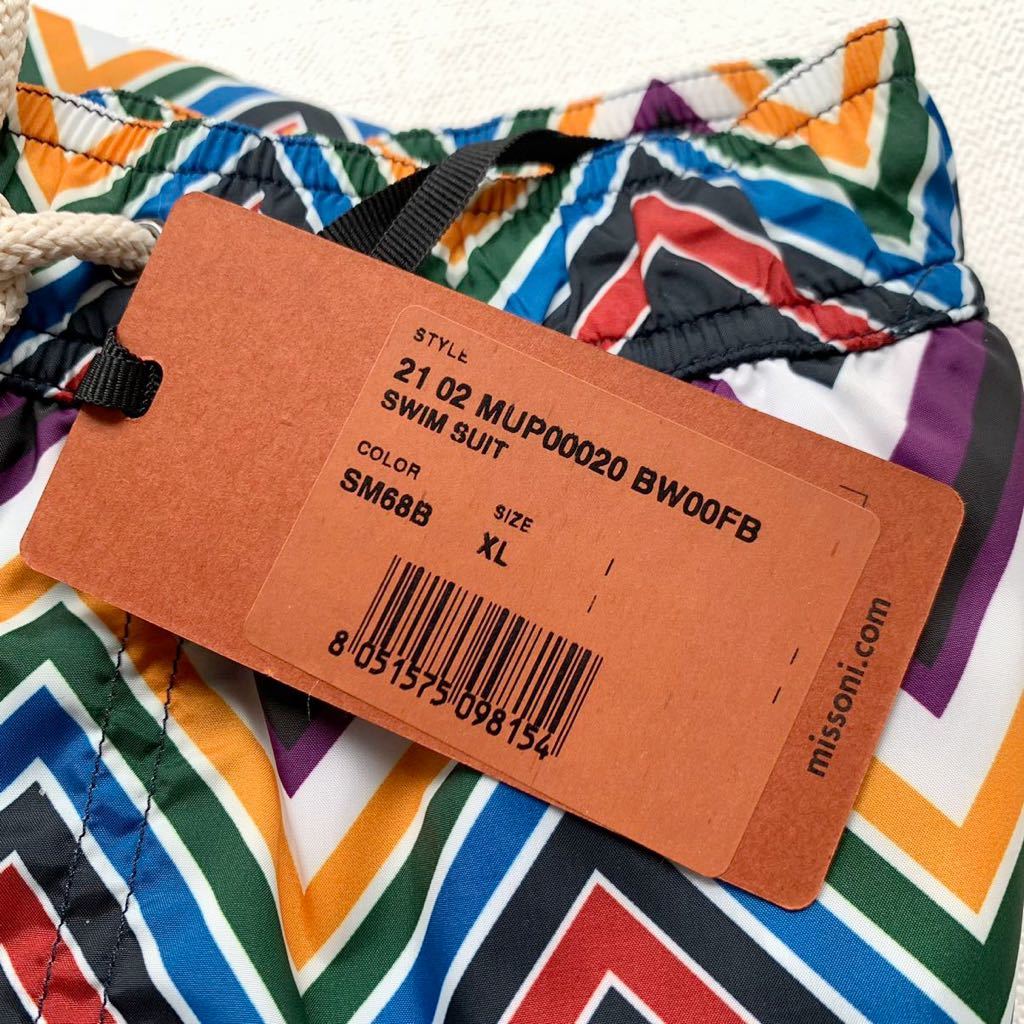 STYLE
21 02 MUP00020 BW00FB
SWIM SUIT
COLOR SIZE
SM68B XL
8 051575 098154
missoni.com